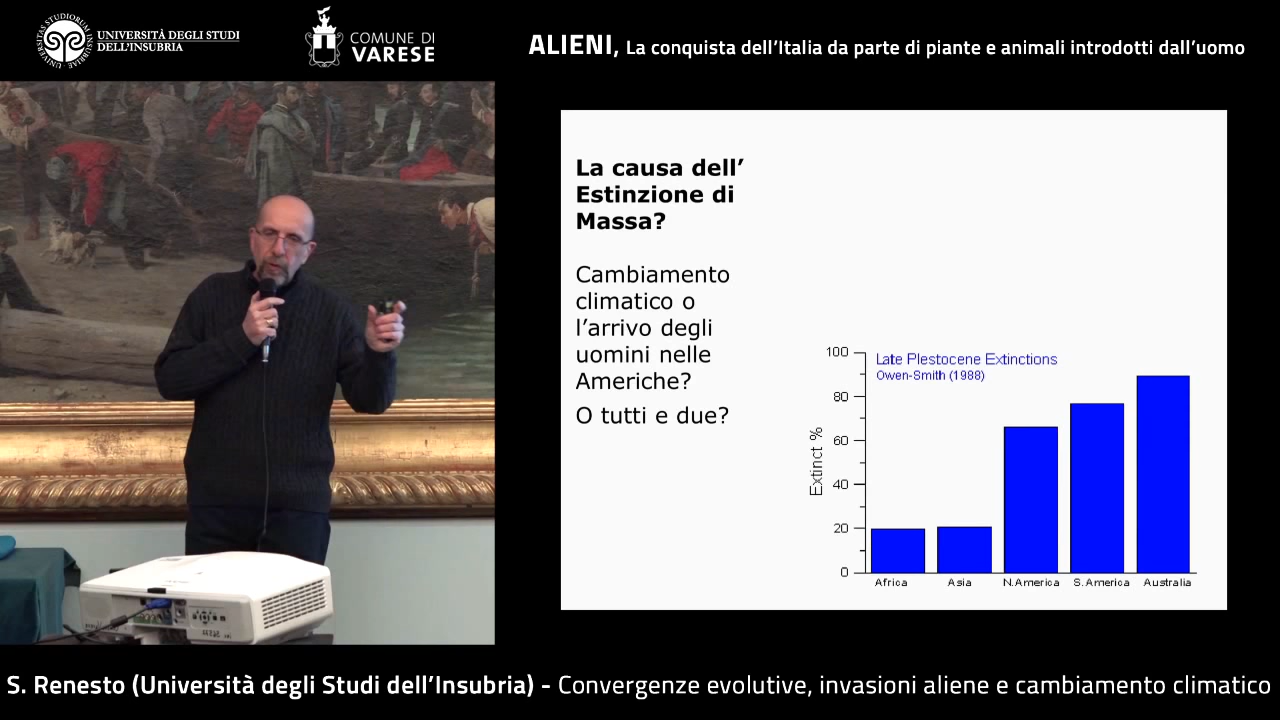 UNIVERSITÀ DEGLI STUDI
DELL'INSUBRIA
COMUNE DI
VARESE
ALIENI, La conquista dell'Italia da parte di piante e animali introdotti dall'uomo
La causa dell'
Estinzione di
Massa?
Cambiamento
climatico o
l'arrivo degli
uomini nelle
Americhe?
O tutti e due?
Late Plestocene Extinctions
Owen-Smith (1988)
Extinct %
100
80
60
40
20
0
Africa Asia N.America S.America Australia
S. Renesto (Università degli Studi dell'Insubria) - Convergenze evolutive, invasioni aliene e cambiamento climatico